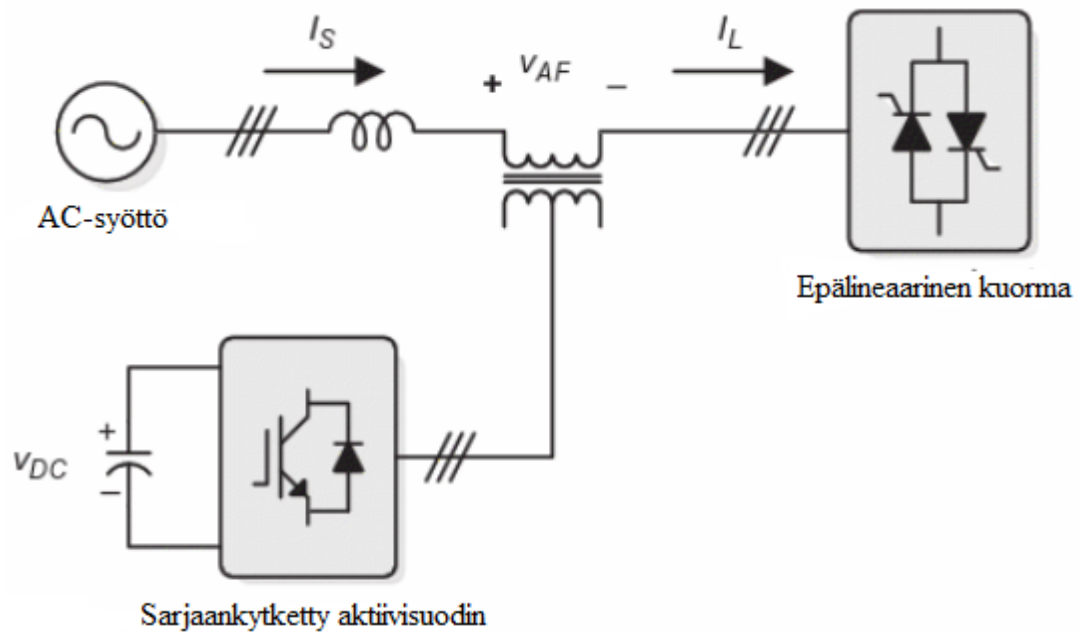 I_S
+ v_AF −
I_L
AC-syöttö
Epälineaarinen kuorma
+
v_DC
−
Sarjaankytketty aktiivisuodin